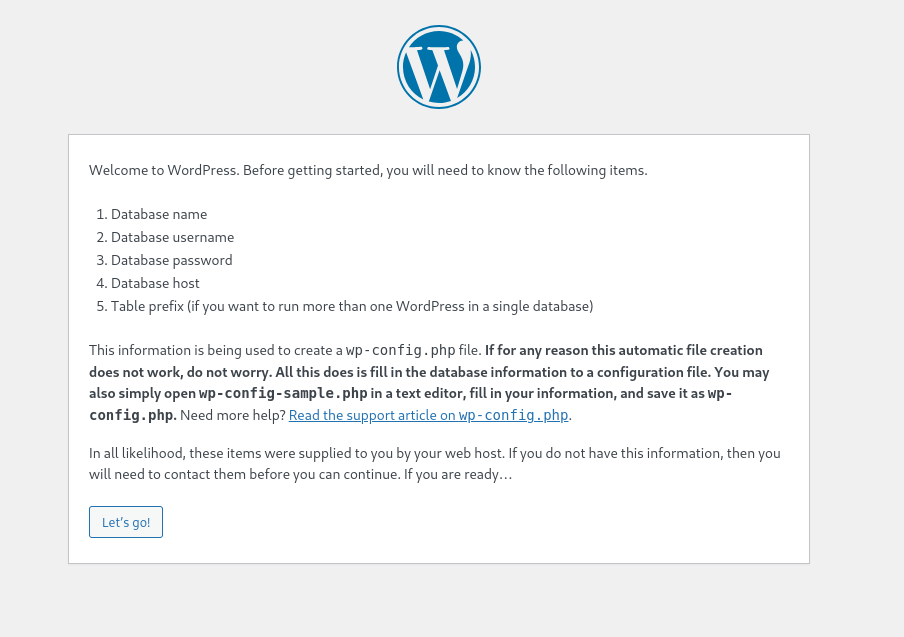 Welcome to WordPress. Before getting started, you will need to know the following items.
1. Database name
2. Database username
3. Database password
4. Database host
5. Table prefix (if you want to run more than one WordPress in a single database)
This information is being used to create a wp-config.php file. If for any reason this automatic file creation
does not work, do not worry. All this does is fill in the database information to a configuration file. You may
also simply open wp-config-sample.php in a text editor, fill in your information, and save it as wp-
config.php. Need more help? Read the support article on wp-config.php.
In all likelihood, these items were supplied to you by your web host. If you do not have this information, then you
will need to contact them before you can continue. If you are ready…
Let's go!